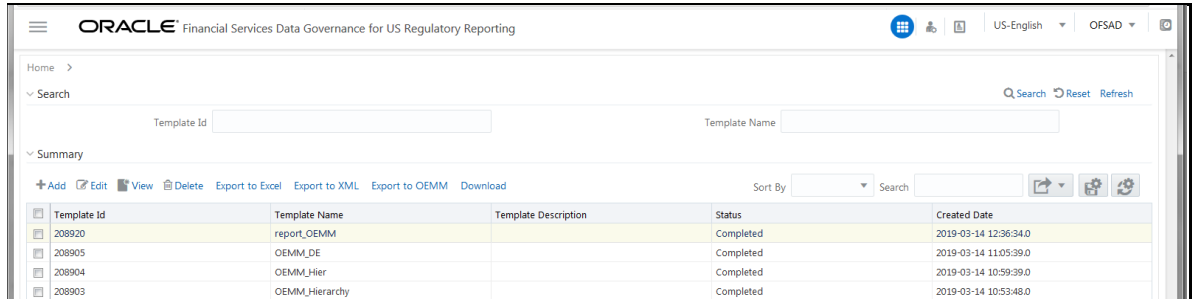 ORACLE® Financial Services Data Governance for US Regulatory Reporting US-English OFSAD
Home >
Search Search Reset Refresh
Template Id Template Name
Summary
Add Edit View Delete Export to Excel Export to XML Export to OEMM Download Sort By Search
Template Id Template Name Template Description Status Created Date
208920 report_OEMM Completed 2019-03-14 12:36:34.0
208905 OEMM_DE Completed 2019-03-14 11:05:39.0
208904 OEMM_Hier Completed 2019-03-14 10:59:39.0
208903 OEMM_Hierarchy Completed 2019-03-14 10:53:48.0